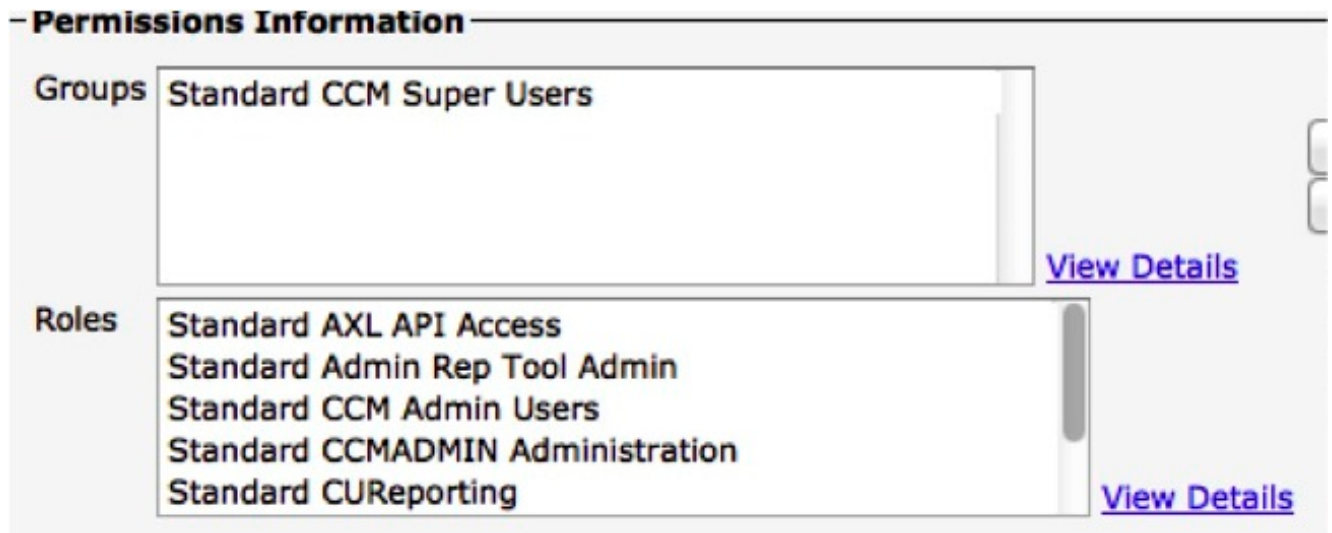 Permissions Information
Groups
Standard CCM Super Users
View Details
Roles
Standard AXL API Access
Standard Admin Rep Tool Admin
Standard CCM Admin Users
Standard CCMADMIN Administration
Standard CUReporting
View Details